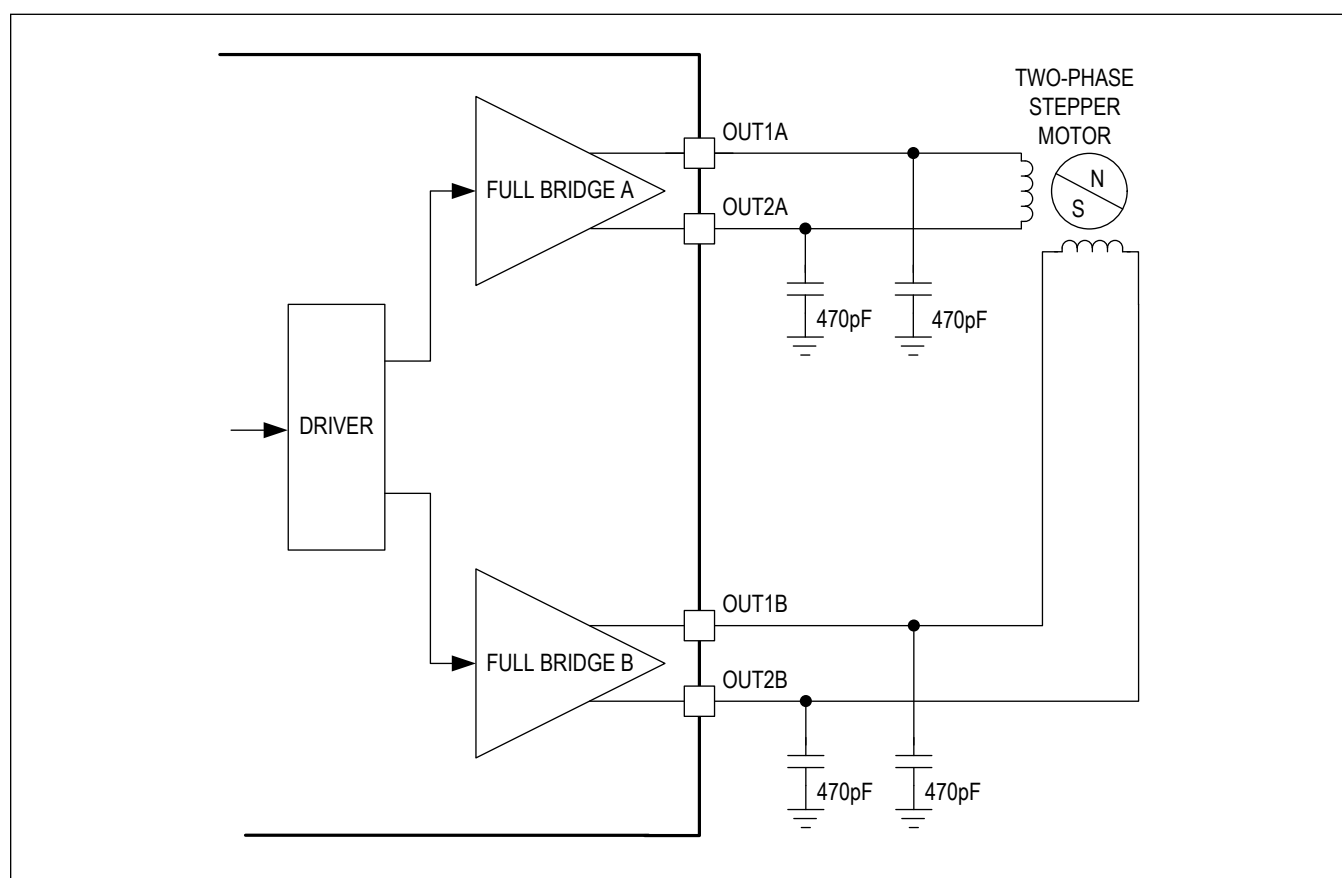 TWO-PHASE
STEPPER
MOTOR
OUT1A
N
FULL BRIDGE A
OUT2A
S
470pF
470pF
DRIVER
OUT1B
FULL BRIDGE B
OUT2B
470pF
470pF